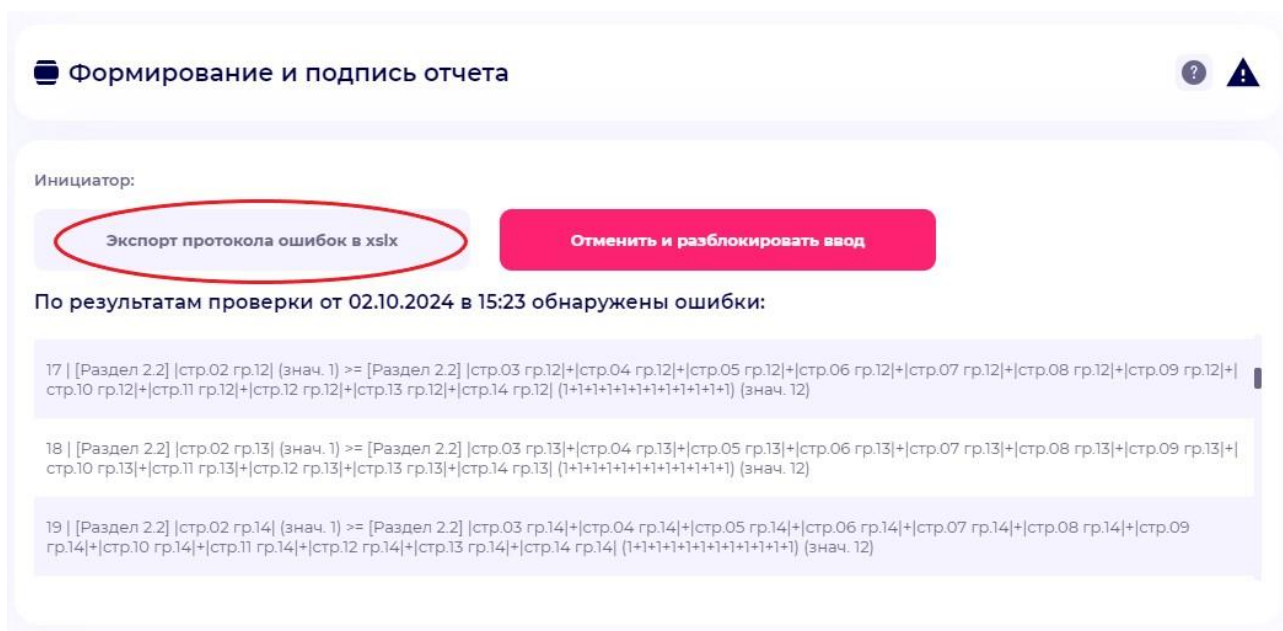 Формирование и подпись отчета
?
Инициатор:
Экспорт протокола ошибок в xslx
Отменить и разблокировать ввод
По результатам проверки от 02.10.2024 в 15:23 обнаружены ошибки:
17 | [Раздел 2.2] |стр.02 гр.12| (знач. 1) >= [Раздел 2.2] |стр.03 гр.12|+|стр.04 гр.12|+|стр.05 гр.12|+|стр.06 гр.12|+|стр.07 гр.12|+|стр.08 гр.12|+|стр.09 гр.12|+|
стр.10 гр.12|+|стр.11 гр.12|+|стр.12 гр.12|+|стр.13 гр.12|+|стр.14 гр.12| (1+1+1+1+1+1+1+1+1+1+1+1) (знач. 12)
18 | [Раздел 2.2] |стр.02 гр.13| (знач. 1) >= [Раздел 2.2] |стр.03 гр.13|+|стр.04 гр.13|+|стр.05 гр.13|+|стр.06 гр.13|+|стр.07 гр.13|+|стр.08 гр.13|+|стр.09 гр.13|+|
стр.10 гр.13|+|стр.11 гр.13|+|стр.12 гр.13|+|стр.13 гр.13|+|стр.14 гр.13| (1+1+1+1+1+1+1+1+1+1+1+1) (знач. 12)
19 | [Раздел 2.2] |стр.02 гр.14| (знач. 1) >= [Раздел 2.2] |стр.03 гр.14|+|стр.04 гр.14|+|стр.05 гр.14|+|стр.06 гр.14|+|стр.07 гр.14|+|стр.08 гр.14|+|стр.09
гр.14|+|стр.10 гр.14|+|стр.11 гр.14|+|стр.12 гр.14|+|стр.13 гр.14|+|стр.14 гр.14| (1+1+1+1+1+1+1+1+1+1+1+1) (знач. 12)